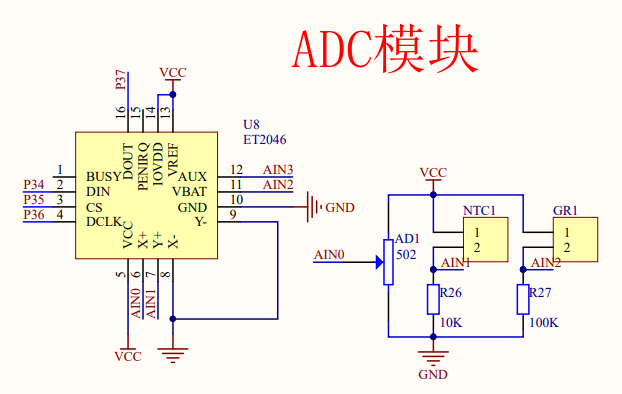 ADC模块
P37
VCC
16
15
14
13
U8
ET2046
DOUT
PENIRQ
IOVDD
VREF
1 BUSY
AUX 12 AIN3
P34 2 DIN
VBAT 11 AIN2
P35 3 CS
GND 10 GND
P36 4 DCLK
Y- 9
VCC
X+
Y+
X-
5
6
7
8
AIN0
AIN1
VCC
VCC
NTC1
GR1
1
2
1
2
AIN0
AD1
502
AIN1
AIN2
R26
R27
10K
100K
GND